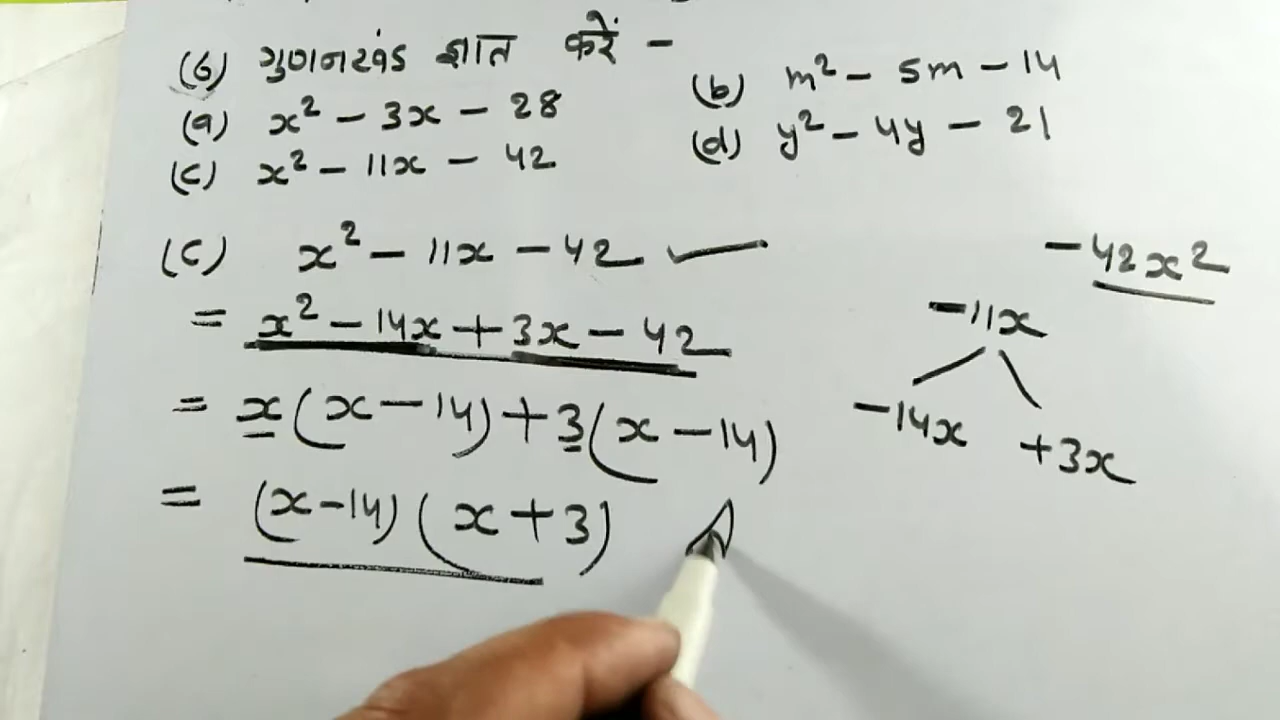 (6) गुणनखंड ज्ञात करें -
(a) x² - 3x - 28
(b) m² - 5m - 14
(c) x² - 11x - 42
(d) y² - 4y - 21
(c) x² - 11x - 42
= x² - 14x + 3x - 42
= x(x - 14) + 3(x - 14)
= (x - 14)(x + 3)
-42x²
-11x
-14x +3x